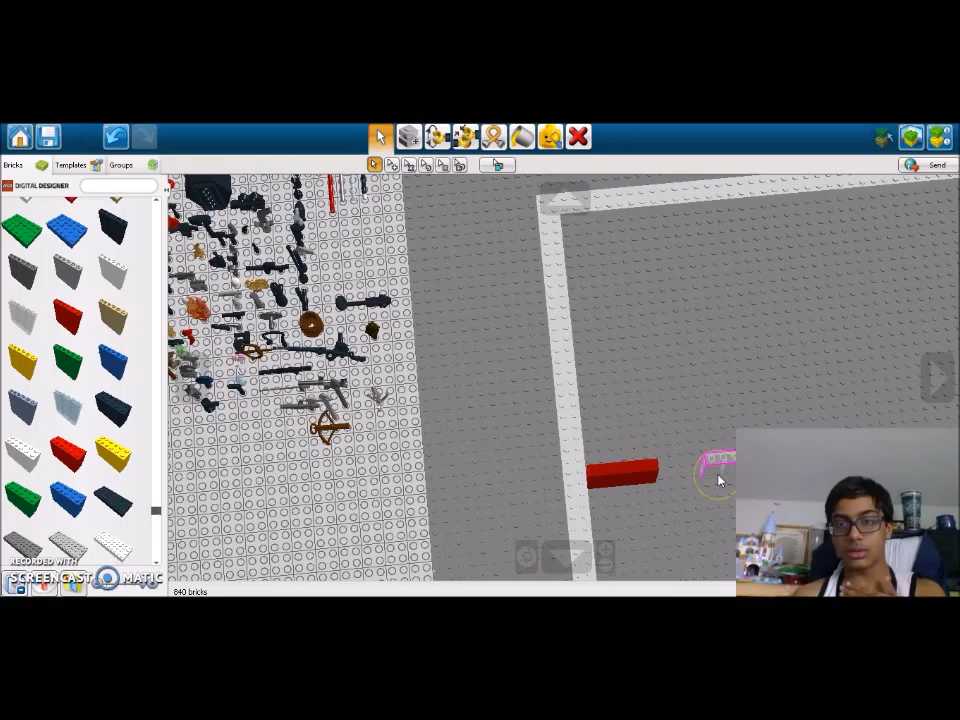 Bricks Templates Groups Send
LEGO DIGITAL DESIGNER
RECORDED WITH
SCREENCAST MATIC
840 bricks